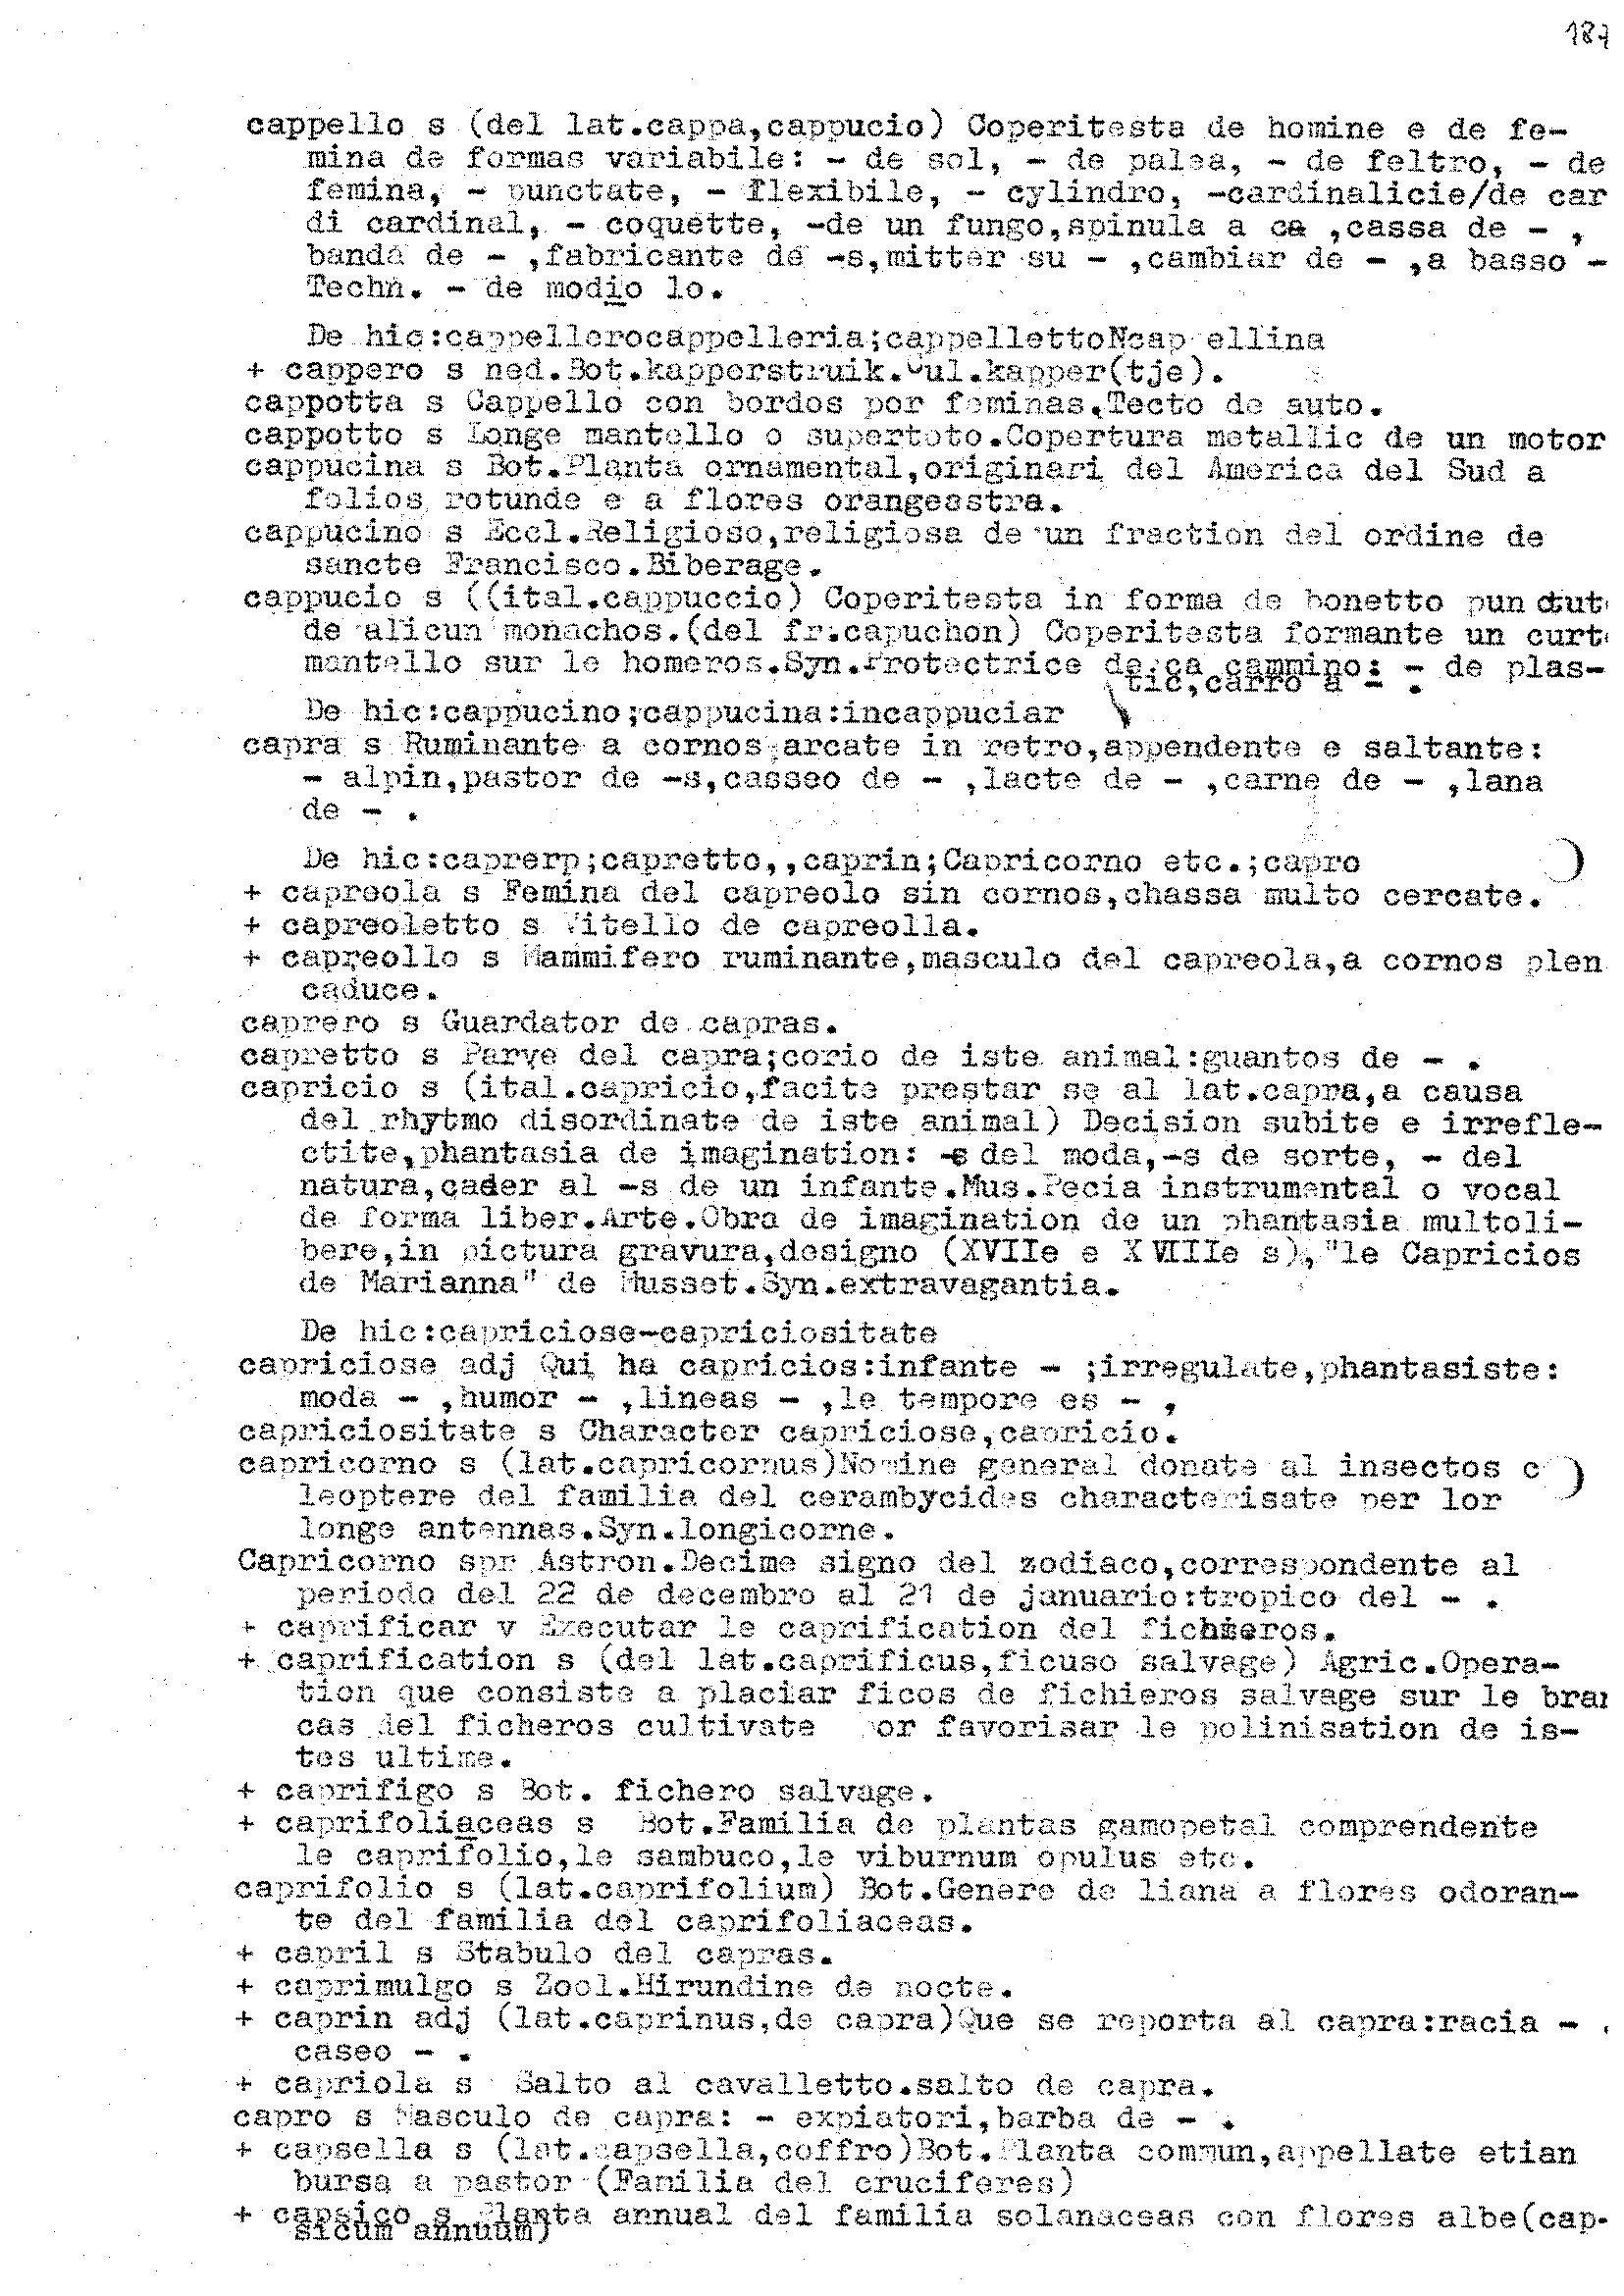 187
cappello s (del lat.cappa,cappucio) Coperitesta de homine e de fe-
mina de formas variabile: - de sol, - de palea, - de feltro, - de
femina, - punctate, - flexibile, - cylindro, -cardinalicie/de car
di cardinal, - coquette, -de un fungo,spinula a ca ,cassa de - ,
banda de - ,fabricante de -s,mitter su - ,cambiar de - ,a basso -
Techn. - de modio lo.
De hic:cappellerocappelleria;cappellettoNcap ellina
+ cappero s ned.Bot.kapperstruik.Cul.kapper(tje).
cappotta s Cappello con bordos por feminas.Tecto de auto.
cappotto s Longe mantello o supertoto.Copertura metallic de un motor
cappucina s Bot.Planta ornamental,originari del America del Sud a
folios rotunde e a flores orangeastra.
cappucino s Eccl.Religioso,religiosa de un fraction del ordine de
sancte Francisco.Biberage.
cappucio s ((ital.cappuccio) Coperitesta in forma de bonetto pun ctut
de alicun monachos.(del fr.capuchon) Coperitesta formante un curt
mantello sur le homeros.Syn.Protectrice de ca cammino: - de plas-
tic,carro a - .
De hic:cappucino;cappucina:incappuciar
capra s Ruminante a cornos arcate in retro,appendente e saltante:
- alpin,pastor de -s,casseo de - ,lacte de - ,carne de - ,lana
de - .
De hic:caprerp;capretto,,caprin;Capricorno etc.;capro
+ capreola s Femina del capreolo sin cornos,chassa multo cercate.
+ capreoletto s Vitello de capreolla.
+ capreollo s Mammifero ruminante,masculo del capreola,a cornos plen
caduce.
caprero s Guardator de capras.
capretto s Parve del capra;corio de iste animal:guantos de - .
capricio s (ital.capricio,facite prestar se al lat.capra,a causa
del rhytmo disordinate de iste animal) Decision subite e irrefle-
ctite,phantasia de imagination: -s del moda,-s de sorte, - del
natura,cader al -s de un infante.Mus.Pecia instrumental o vocal
de forma liber.Arte.Obra de imagination de un phantasia multoli-
bere,in pictura gravura,designo (XVIIe e XVIIIe s),"le Capricios
de Marianna" de Musset.Syn.extravagantia.
De hic:capriciose-capriciositate
capriciose adj Qui ha capricios:infante - ;irregulate,phantasiste:
moda - ,humor - ,lineas - ,le tempore es - ,
capriciositate s Character capriciose,capricio.
capricorno s (lat.capricornus)Nomine general donate al insectos c
leoptere del familia del cerambycides characterisate per lor
longe antennas.Syn.longicorne.
Capricorno spr Astron.Decime signo del zodiaco,correspondente al
periodo del 22 de decembro al 21 de januario:tropico del - .
+ caprificar v Executar le caprification del ficheros.
+ caprification s (del lat.caprificus,ficuso salvage) Agric.Opera-
tion que consiste a placiar ficos de fichieros salvage sur le bran
cas del ficheros cultivate por favorisar le polinisation de is-
tes ultime.
+ caprifigo s Bot. fichero salvage.
+ caprifoliaceas s Bot.Familia de plantas gamopetal comprendente
le caprifolio,le sambuco,le viburnum opulus etc.
caprifolio s (lat.caprifolium) Bot.Genere de liana a flores odoran-
te del familia del caprifoliaceas.
+ capril s Stabulo del capras.
+ caprimulgo s Zool.Hirundine de nocte.
+ caprin adj (lat.caprinus,de capra)Que se reporta al capra:racia - ,
caseo - .
+ capriola s Salto al cavalletto.salto de capra.
capro s Masculo de capra: - expiatori,barba de - .
+ capsella s (lat.capsella,coffro)Bot.Planta commun,appellate etian
bursa a pastor (Familia del cruciferes)
+ capsico s Planta annual del familia solanaceas con flores albe(cap-
sicum annuum)